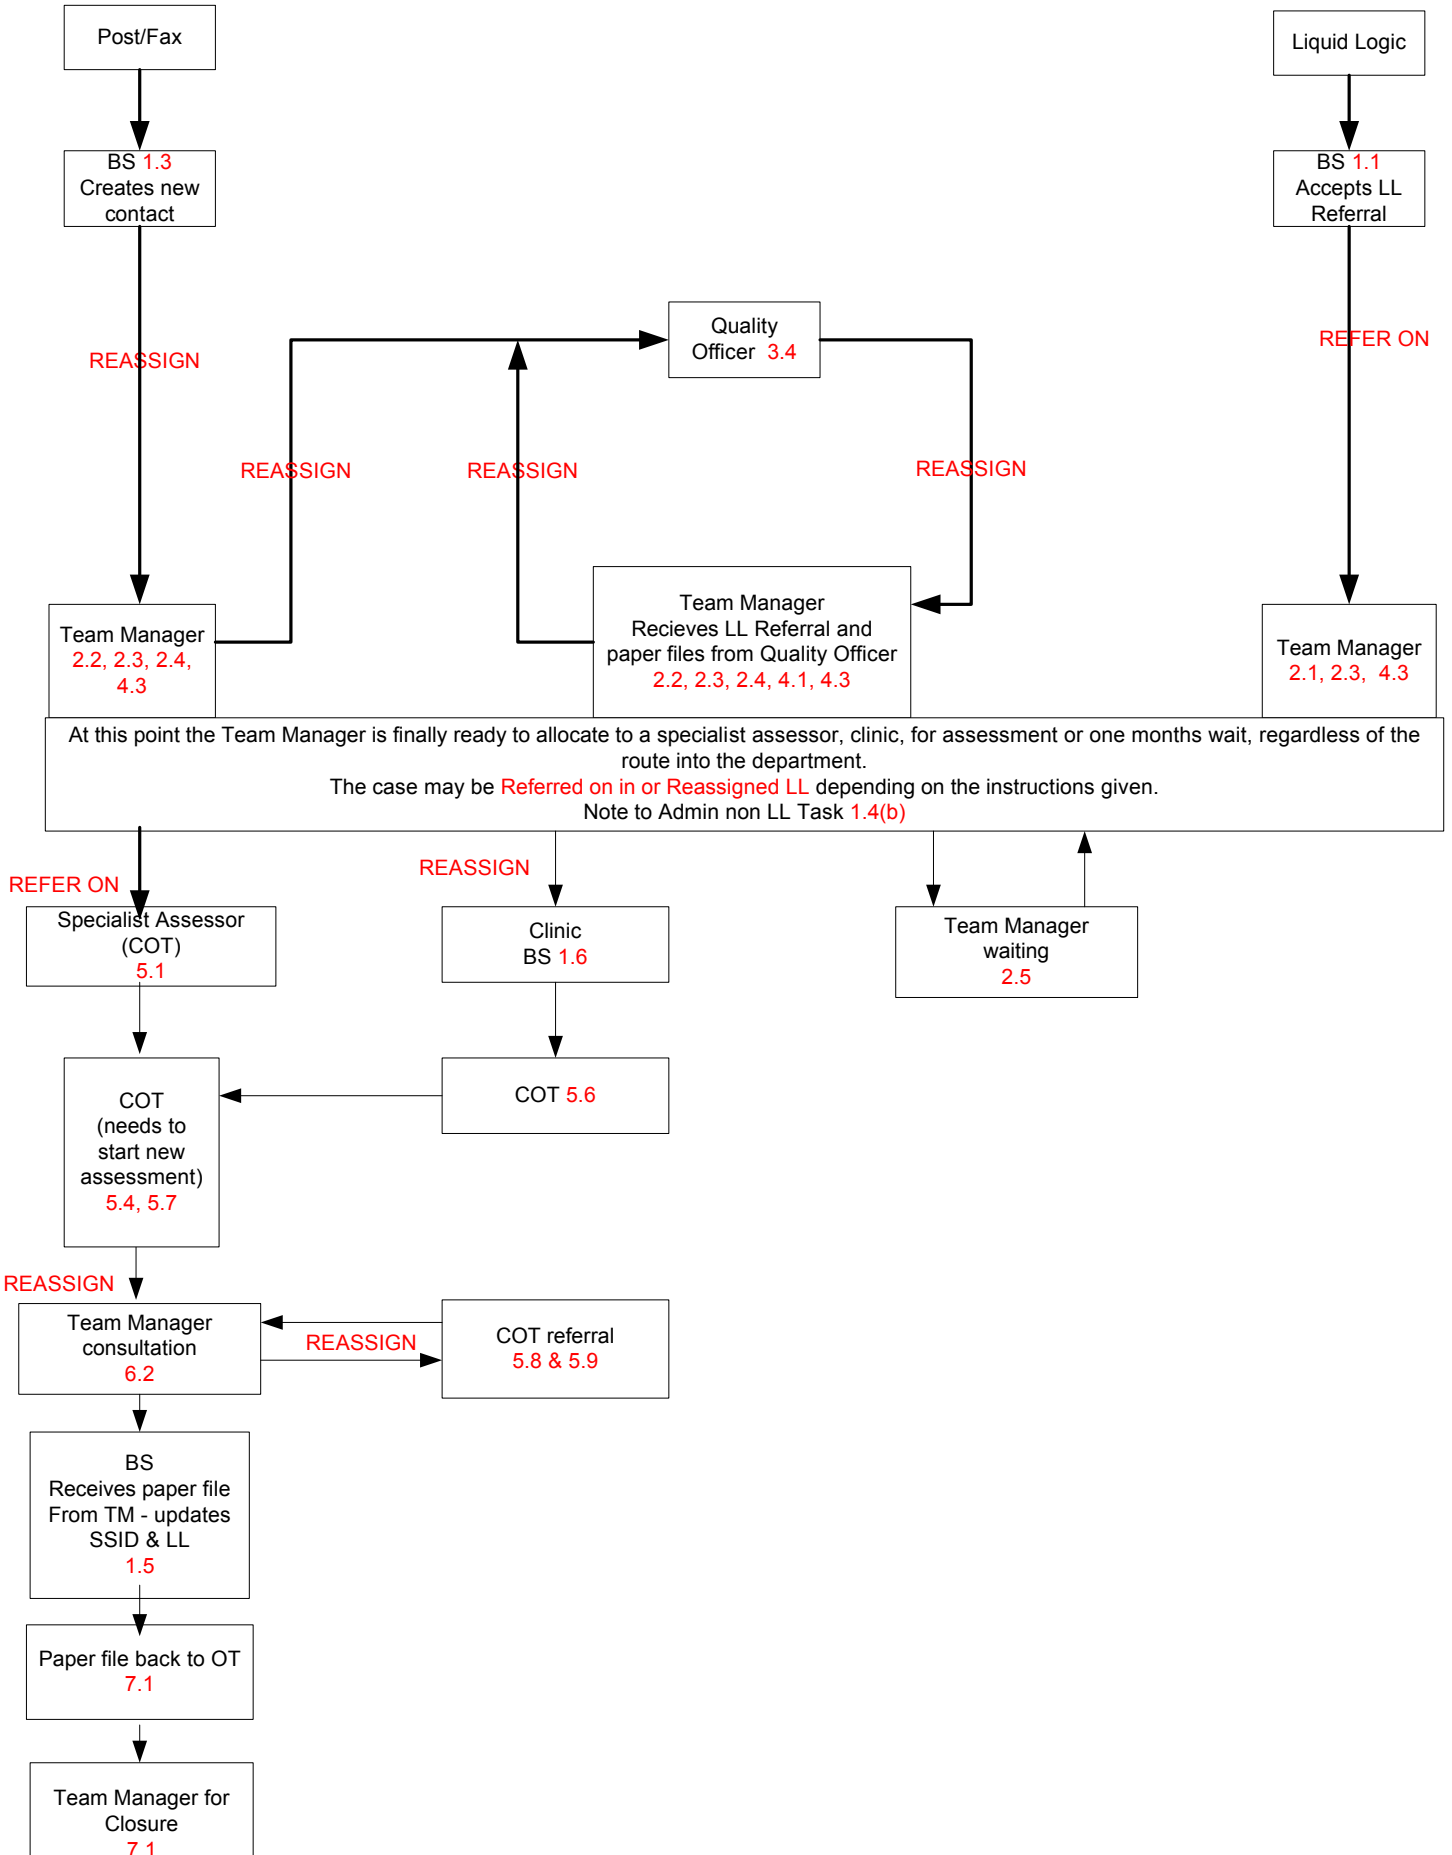 Post/Fax
Liquid Logic
BS 1.3
Creates new
contact
BS 1.1
Accepts LL
Referral
Quality
Officer 3.4
REASSIGN
REFER ON
REASSIGN
REASSIGN
REASSIGN
Team Manager
2.2, 2.3, 2.4,
4.3
Team Manager
Recieves LL Referral and
paper files from Quality Officer
2.2, 2.3, 2.4, 4.1, 4.3
Team Manager
2.1, 2.3, 4.3
At this point the Team Manager is finally ready to allocate to a specialist assessor, clinic, for assessment or one months wait, regardless of the
route into the department.
The case may be Referred on in or Reassigned LL depending on the instructions given.
Note to Admin non LL Task 1.4(b)
REFER ON
REASSIGN
Specialist Assessor
(COT)
5.1
Clinic
BS 1.6
Team Manager
waiting
2.5
COT
(needs to
start new
assessment)
5.4, 5.7
COT 5.6
REASSIGN
Team Manager
consultation
6.2
REASSIGN
COT referral
5.8 & 5.9
BS
Receives paper file
From TM - updates
SSID & LL
1.5
Paper file back to OT
7.1
Team Manager for
Closure
7.1